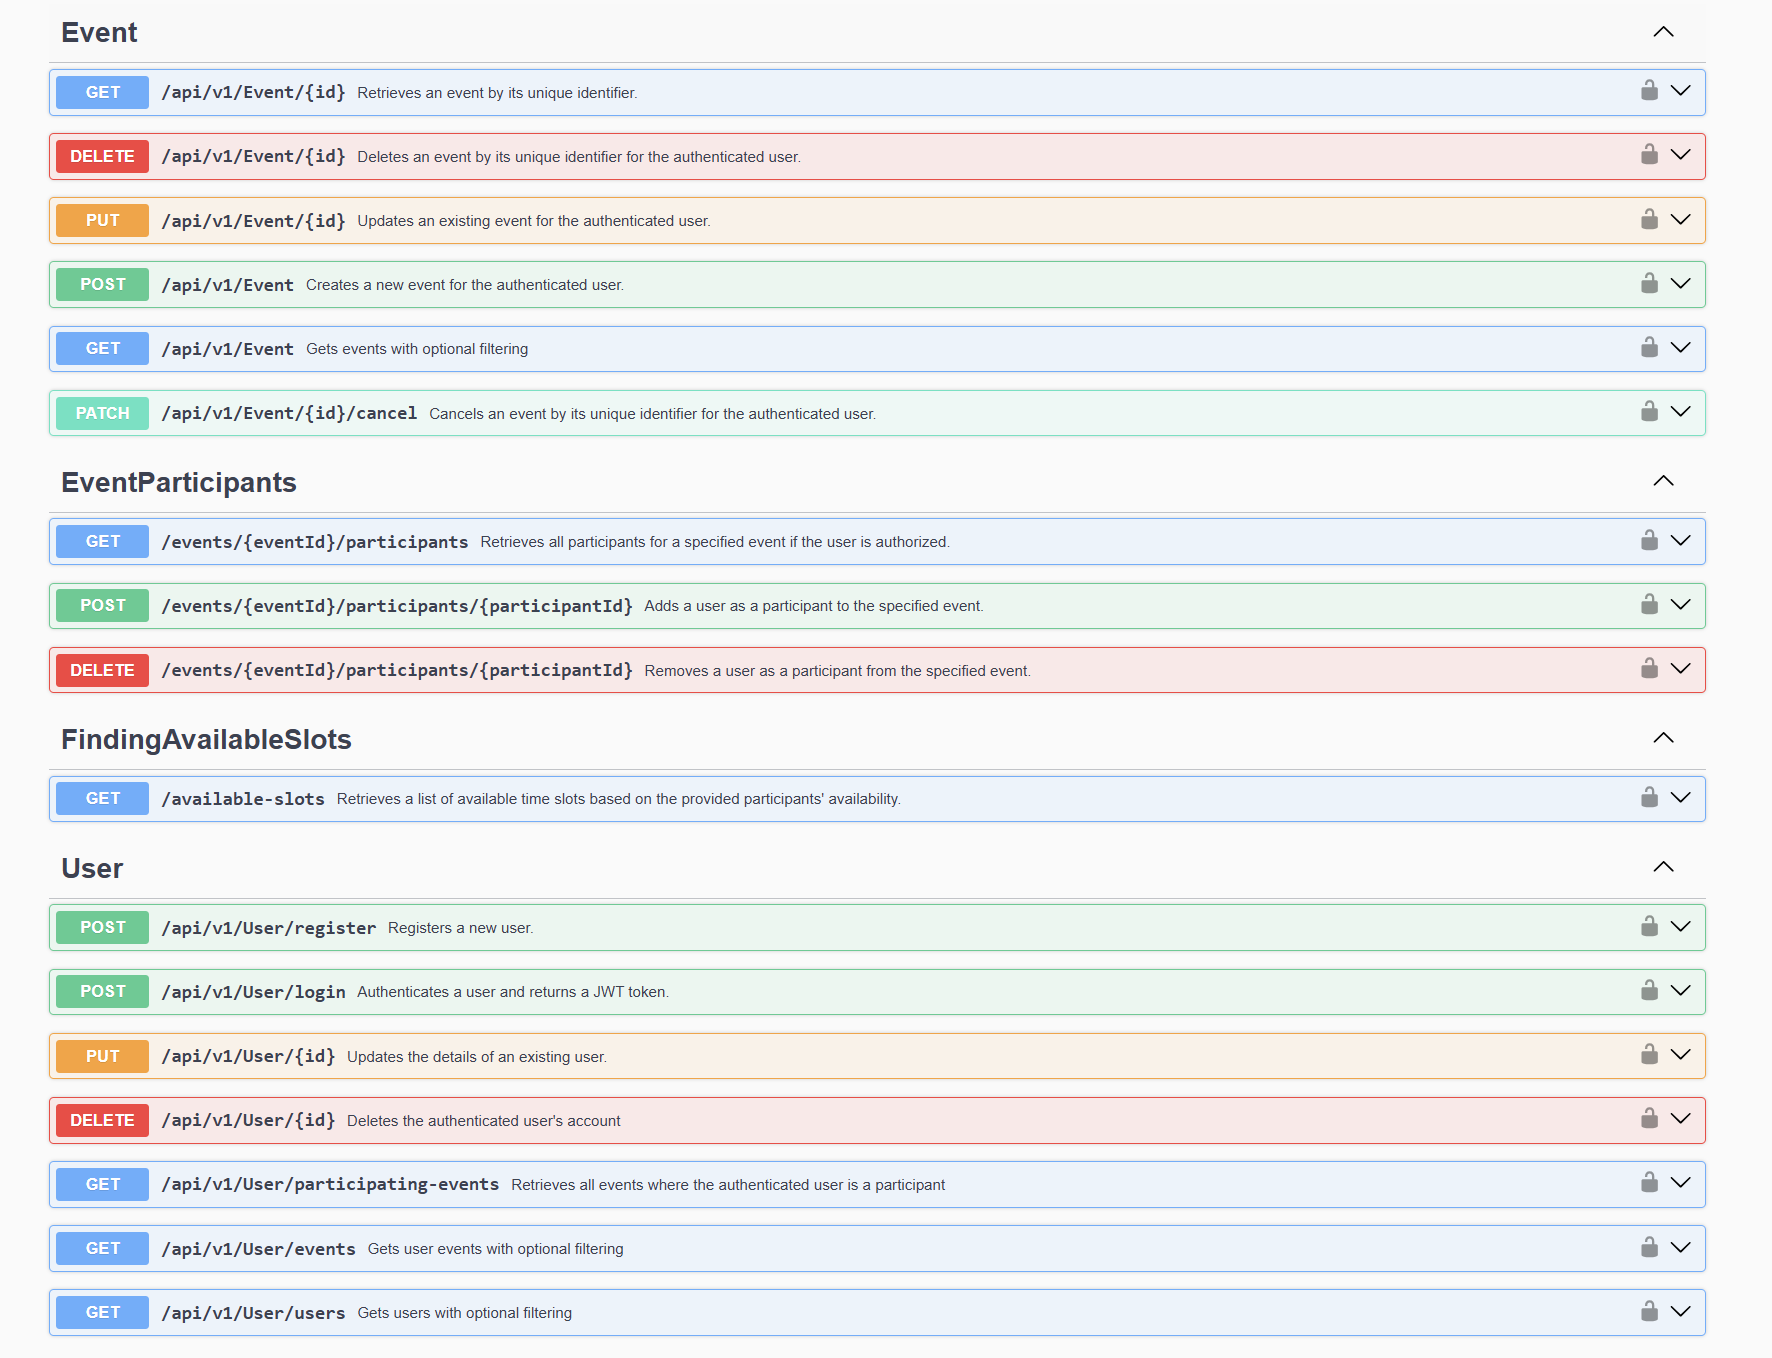 Event
GET /api/v1/Event/{id} Retrieves an event by its unique identifier.
DELETE /api/v1/Event/{id} Deletes an event by its unique identifier for the authenticated user.
PUT /api/v1/Event/{id} Updates an existing event for the authenticated user.
POST /api/v1/Event Creates a new event for the authenticated user.
GET /api/v1/Event Gets events with optional filtering
PATCH /api/v1/Event/{id}/cancel Cancels an event by its unique identifier for the authenticated user.
EventParticipants
GET /events/{eventId}/participants Retrieves all participants for a specified event if the user is authorized.
POST /events/{eventId}/participants/{participantId} Adds a user as a participant to the specified event.
DELETE /events/{eventId}/participants/{participantId} Removes a user as a participant from the specified event.
FindingAvailableSlots
GET /available-slots Retrieves a list of available time slots based on the provided participants' availability.
User
POST /api/v1/User/register Registers a new user.
POST /api/v1/User/login Authenticates a user and returns a JWT token.
PUT /api/v1/User/{id} Updates the details of an existing user.
DELETE /api/v1/User/{id} Deletes the authenticated user's account
GET /api/v1/User/participating-events Retrieves all events where the authenticated user is a participant
GET /api/v1/User/events Gets user events with optional filtering
GET /api/v1/User/users Gets users with optional filtering